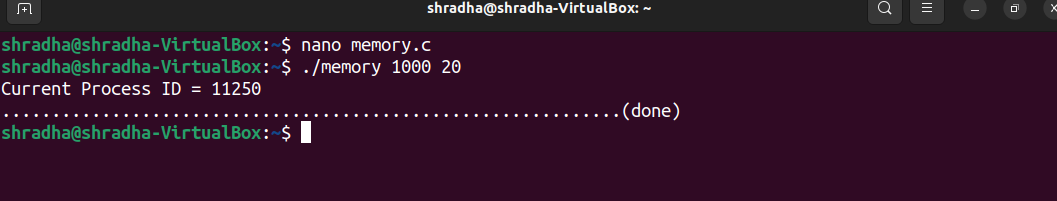 shradha@shradha-VirtualBox: ~
shradha@shradha-VirtualBox:~$ nano memory.c
shradha@shradha-VirtualBox:~$ ./memory 1000 20
Current Process ID = 11250
..............................................................(done)
shradha@shradha-VirtualBox:~$